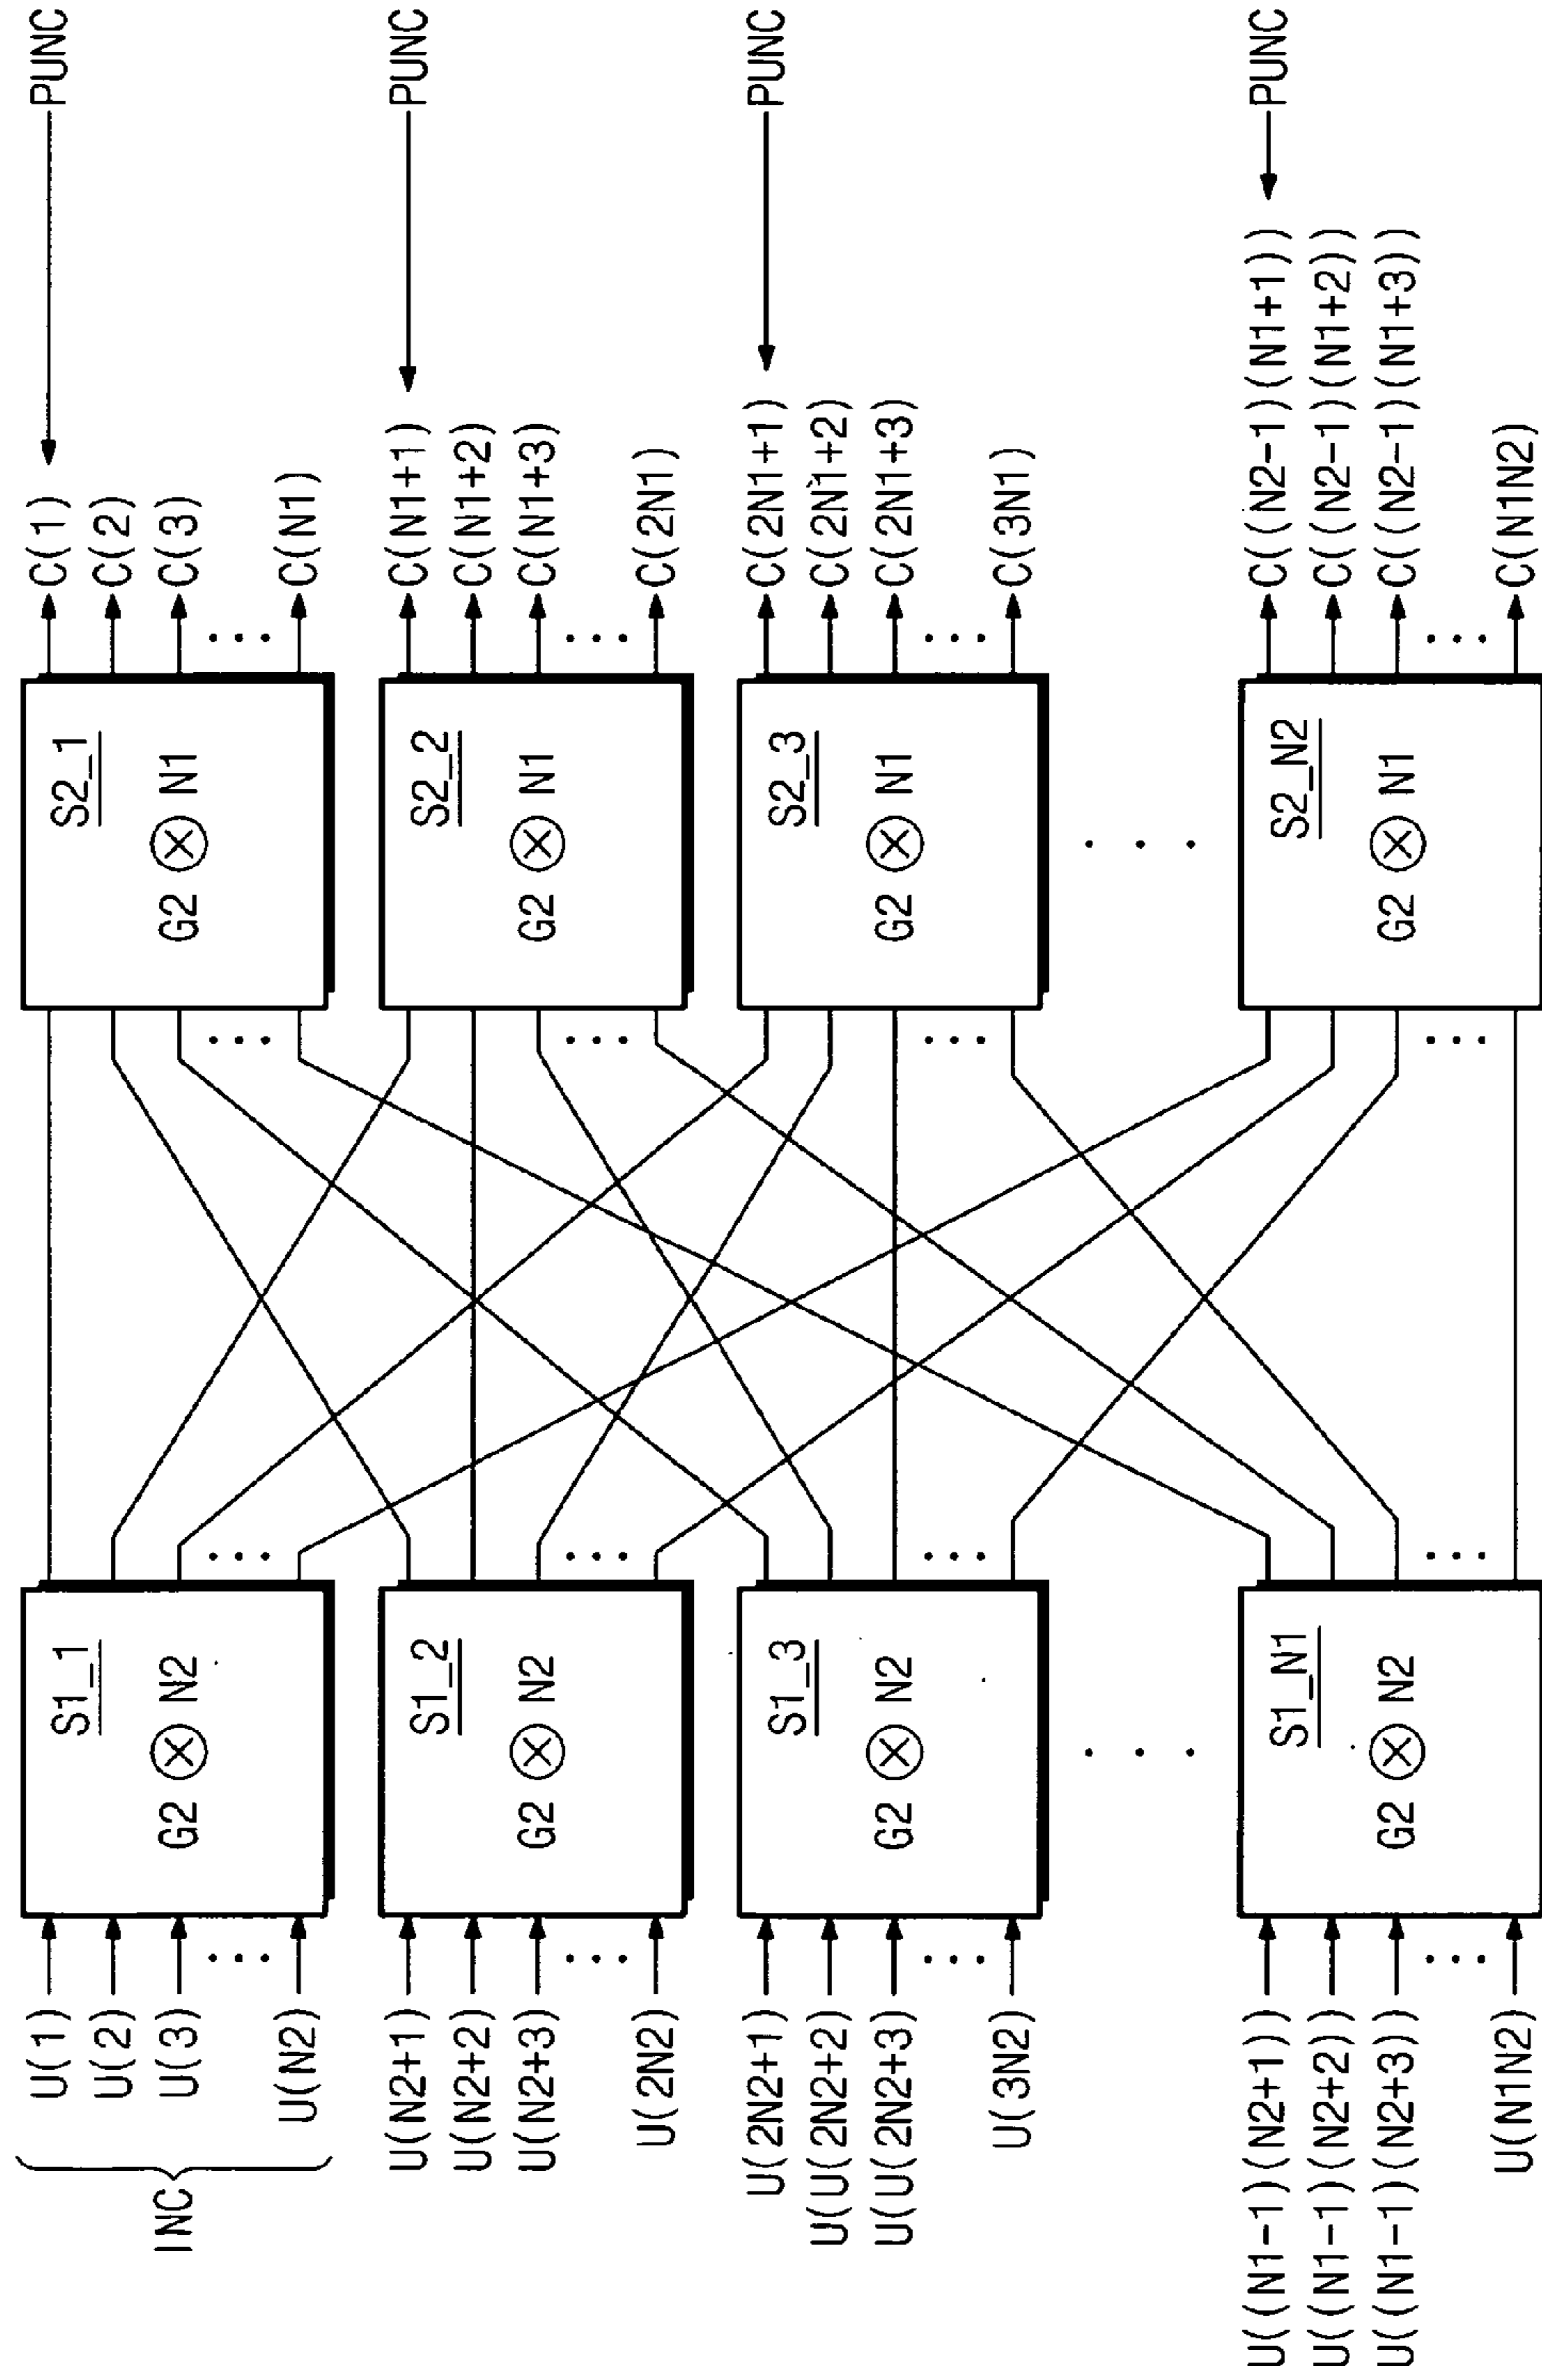 INC
U(1)
U(2)
U(3)
...
U(N2)
U(N2+1)
U(N2+2)
U(N2+3)
...
U(2N2)
U(2N2+1)
U(U(2N2+2)
U(U(2N2+3)
...
U(3N2)
U((N1-1)(N2+1))
U((N1-1)(N2+2))
U((N1-1)(N2+3))
...
U(N1N2)
S1_1
G2 ⊗ N2
S1_2
G2 ⊗ N2
S1_3
G2 ⊗ N2
. . .
S1_N1
G2 ⊗ N2
S2_1
G2 ⊗ N1
S2_2
G2 ⊗ N1
S2_3
G2 ⊗ N1
. . .
S2_N2
G2 ⊗ N1
C(1)
C(2)
C(3)
...
C(N1)
C(N1+1)
C(N1+2)
C(N1+3)
...
C(2N1)
C(2N1+1)
C(2N1+2)
C(2N1+3)
...
C(3N1)
C((N2-1)(N1+1))
C((N2-1)(N1+2))
C((N2-1)(N1+3))
...
C(N1N2)
PUNC
PUNC
PUNC
PUNC